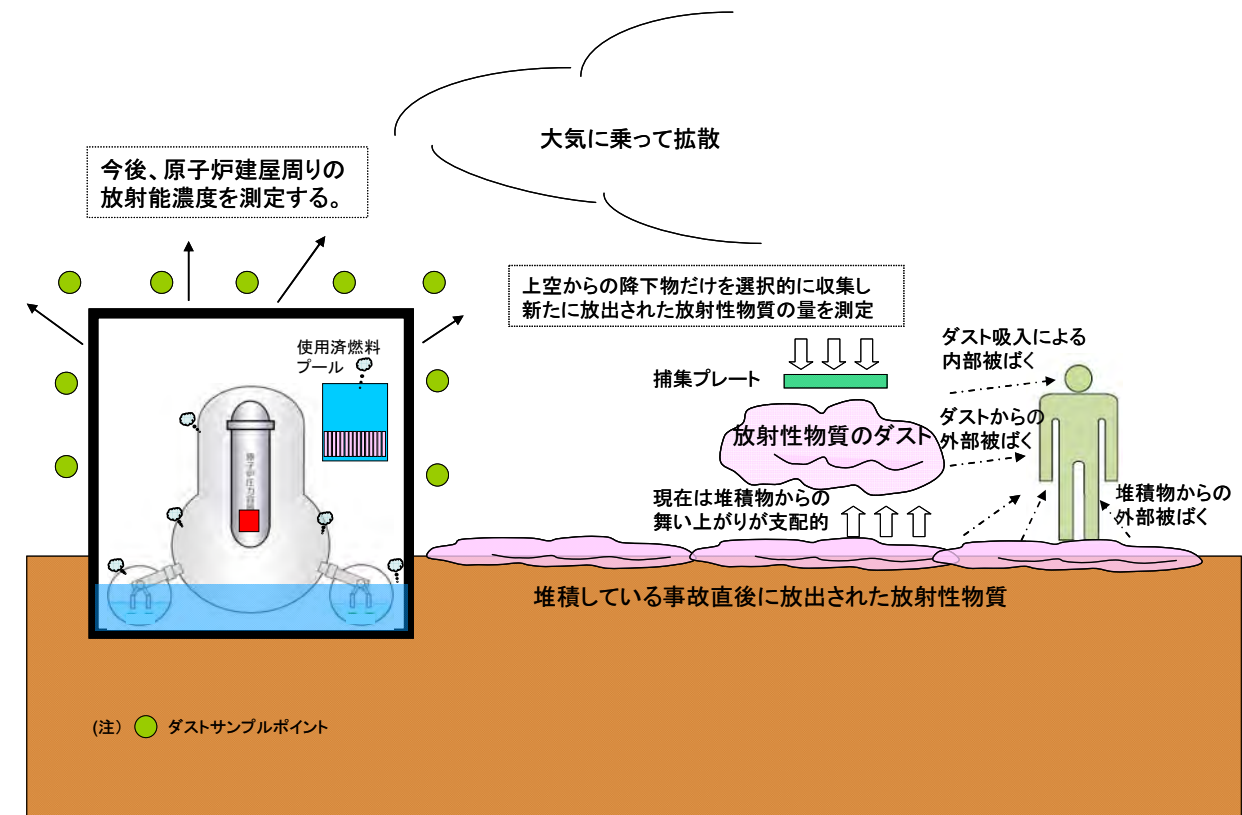 大気に乗って拡散
今後、原子炉建屋周りの
放射能濃度を測定する。
上空からの降下物だけを選択的に収集し
新たに放出された放射性物質の量を測定
使用済燃料
プール
捕集プレート
ダスト吸入による
内部被ばく
放射性物質のダスト
ダストからの
外部被ばく
原子炉圧力容器
現在は堆積物からの
舞い上がりが支配的
堆積物からの
外部被ばく
堆積している事故直後に放出された放射性物質
(注) ダストサンプルポイント